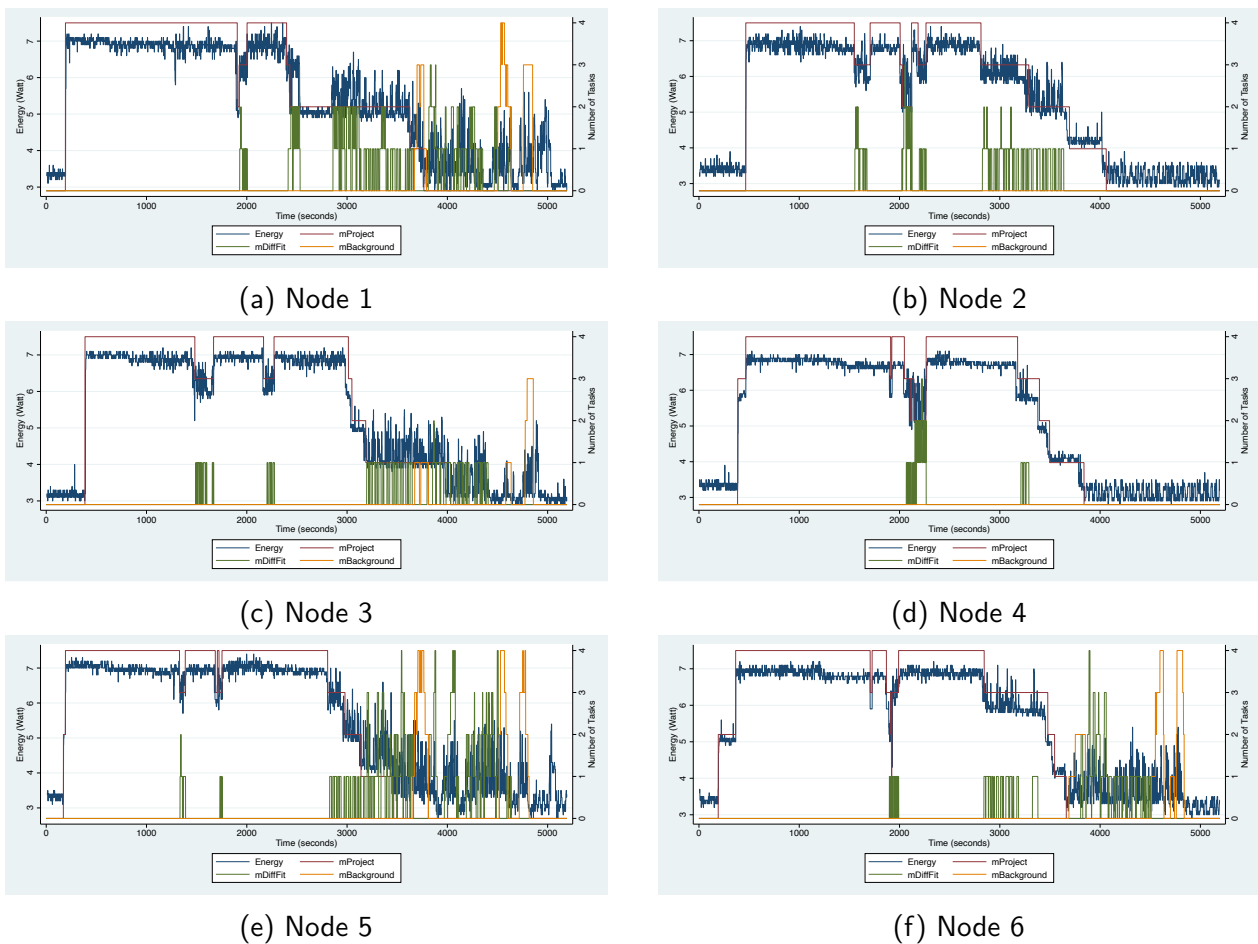 7
6
5
4
3
Energy (Watt)
4
3
2
1
0
Number of Tasks
0 1000 2000 3000 4000 5000
Time (seconds)
Energy mProject
mDiffFit mBackground
(a) Node 1
7
6
5
4
3
Energy (Watt)
4
3
2
1
0
Number of Tasks
0 1000 2000 3000 4000 5000
Time (seconds)
Energy mProject
mDiffFit mBackground
(b) Node 2
7
6
5
4
3
Energy (Watt)
4
3
2
1
0
Number of Tasks
0 1000 2000 3000 4000 5000
Time (seconds)
Energy mProject
mDiffFit mBackground
(c) Node 3
7
6
5
4
3
Energy (Watt)
4
3
2
1
0
Number of Tasks
0 1000 2000 3000 4000 5000
Time (seconds)
Energy mProject
mDiffFit mBackground
(d) Node 4
7
6
5
4
3
Energy (Watt)
4
3
2
1
0
Number of Tasks
0 1000 2000 3000 4000 5000
Time (seconds)
Energy mProject
mDiffFit mBackground
(e) Node 5
7
6
5
4
3
Energy (Watt)
4
3
2
1
0
Number of Tasks
0 1000 2000 3000 4000 5000
Time (seconds)
Energy mProject
mDiffFit mBackground
(f) Node 6